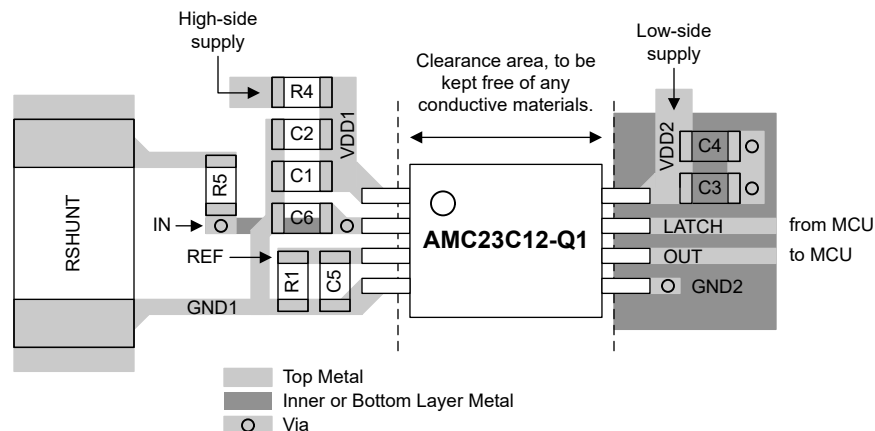 High-side
supply
Clearance area, to be
kept free of any
conductive materials.
Low-side
supply
R4
C2
VDD1
C1
R5
C6
IN
REF
R1
C5
RSHUNT
GND1
AMC23C12-Q1
VDD2
C4
C3
LATCH
from MCU
OUT
to MCU
GND2
Top Metal
Inner or Bottom Layer Metal
Via